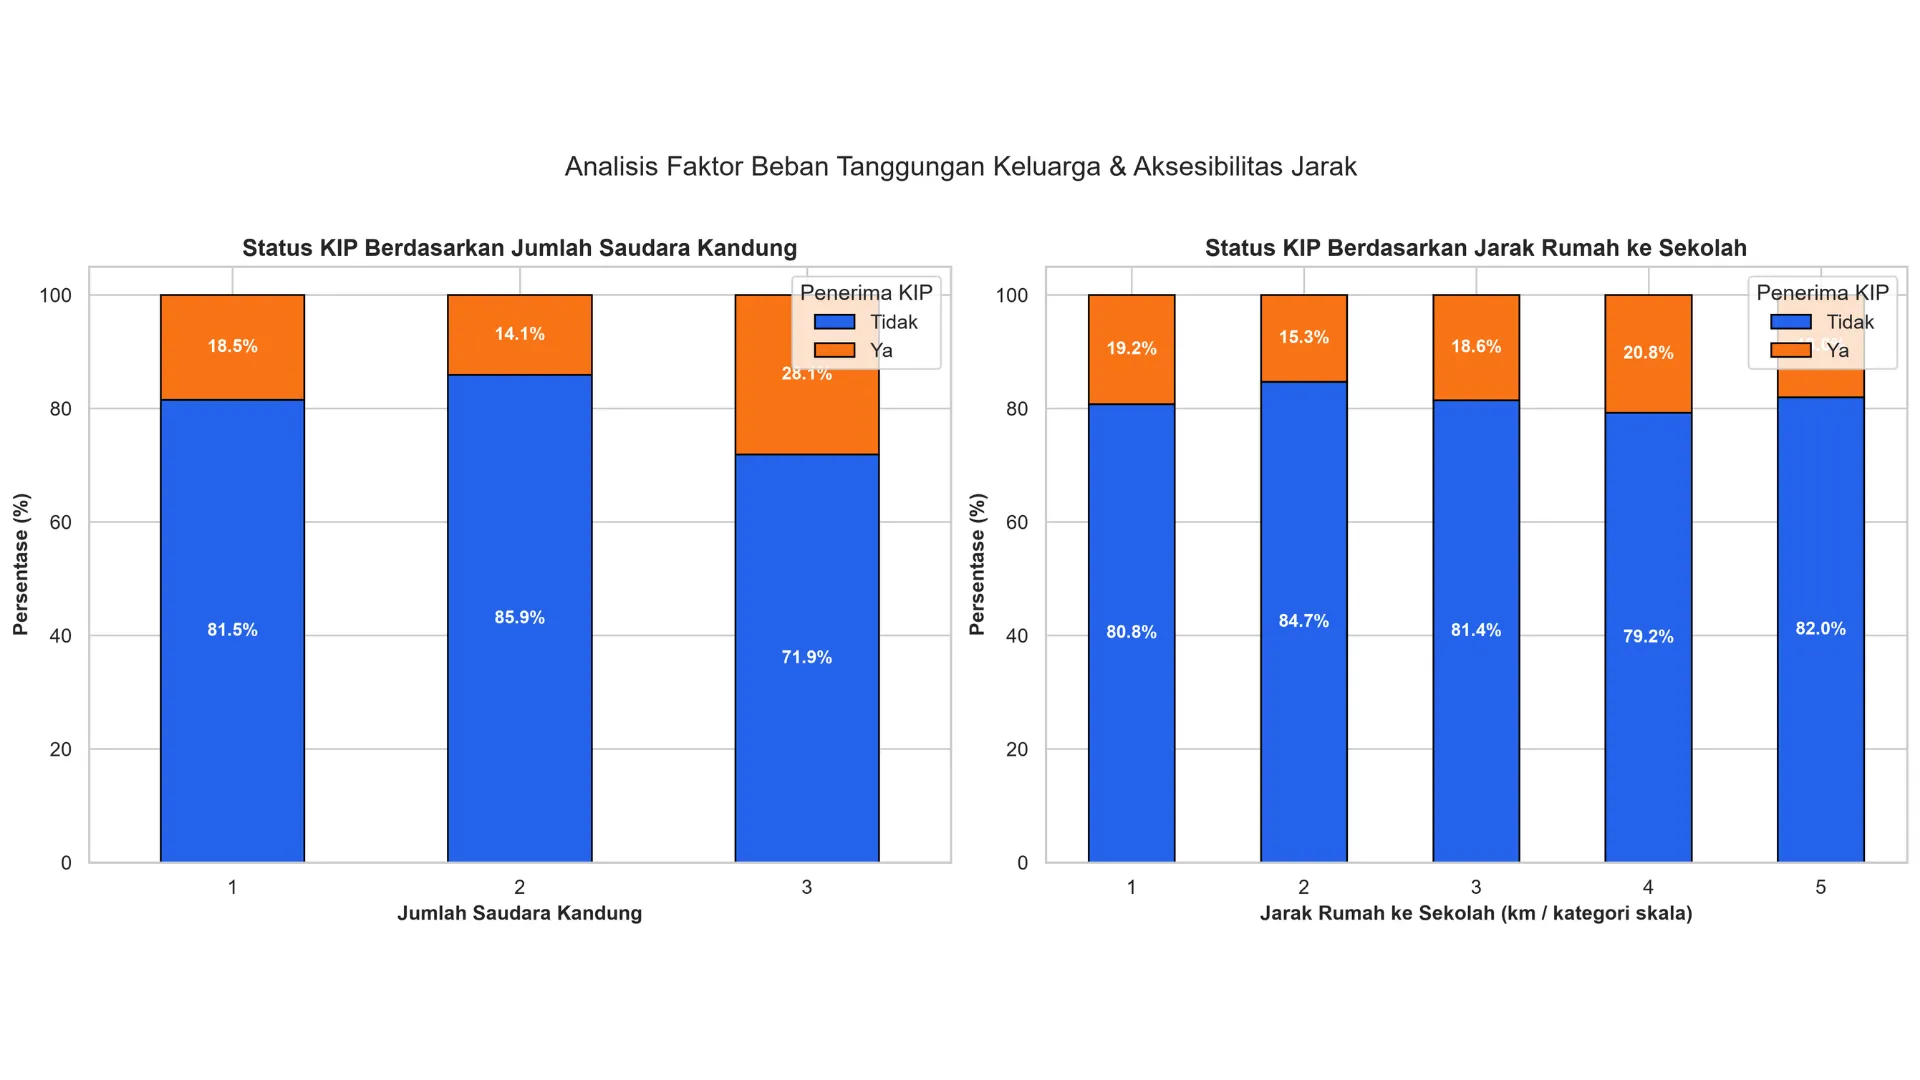 Analisis Faktor Beban Tanggungan Keluarga & Aksesibilitas Jarak
Status KIP Berdasarkan Jumlah Saudara Kandung
Persentase (%)
100
80
60
40
20
0
Penerima KIP
Tidak
Ya
18.5%
14.1%
28.1%
81.5%
85.9%
71.9%
1
2
3
Jumlah Saudara Kandung
Status KIP Berdasarkan Jarak Rumah ke Sekolah
Persentase (%)
100
80
60
40
20
0
Penerima KIP
Tidak
Ya
19.2%
15.3%
18.6%
20.8%
80.8%
84.7%
81.4%
79.2%
82.0%
1
2
3
4
5
Jarak Rumah ke Sekolah (km / kategori skala)